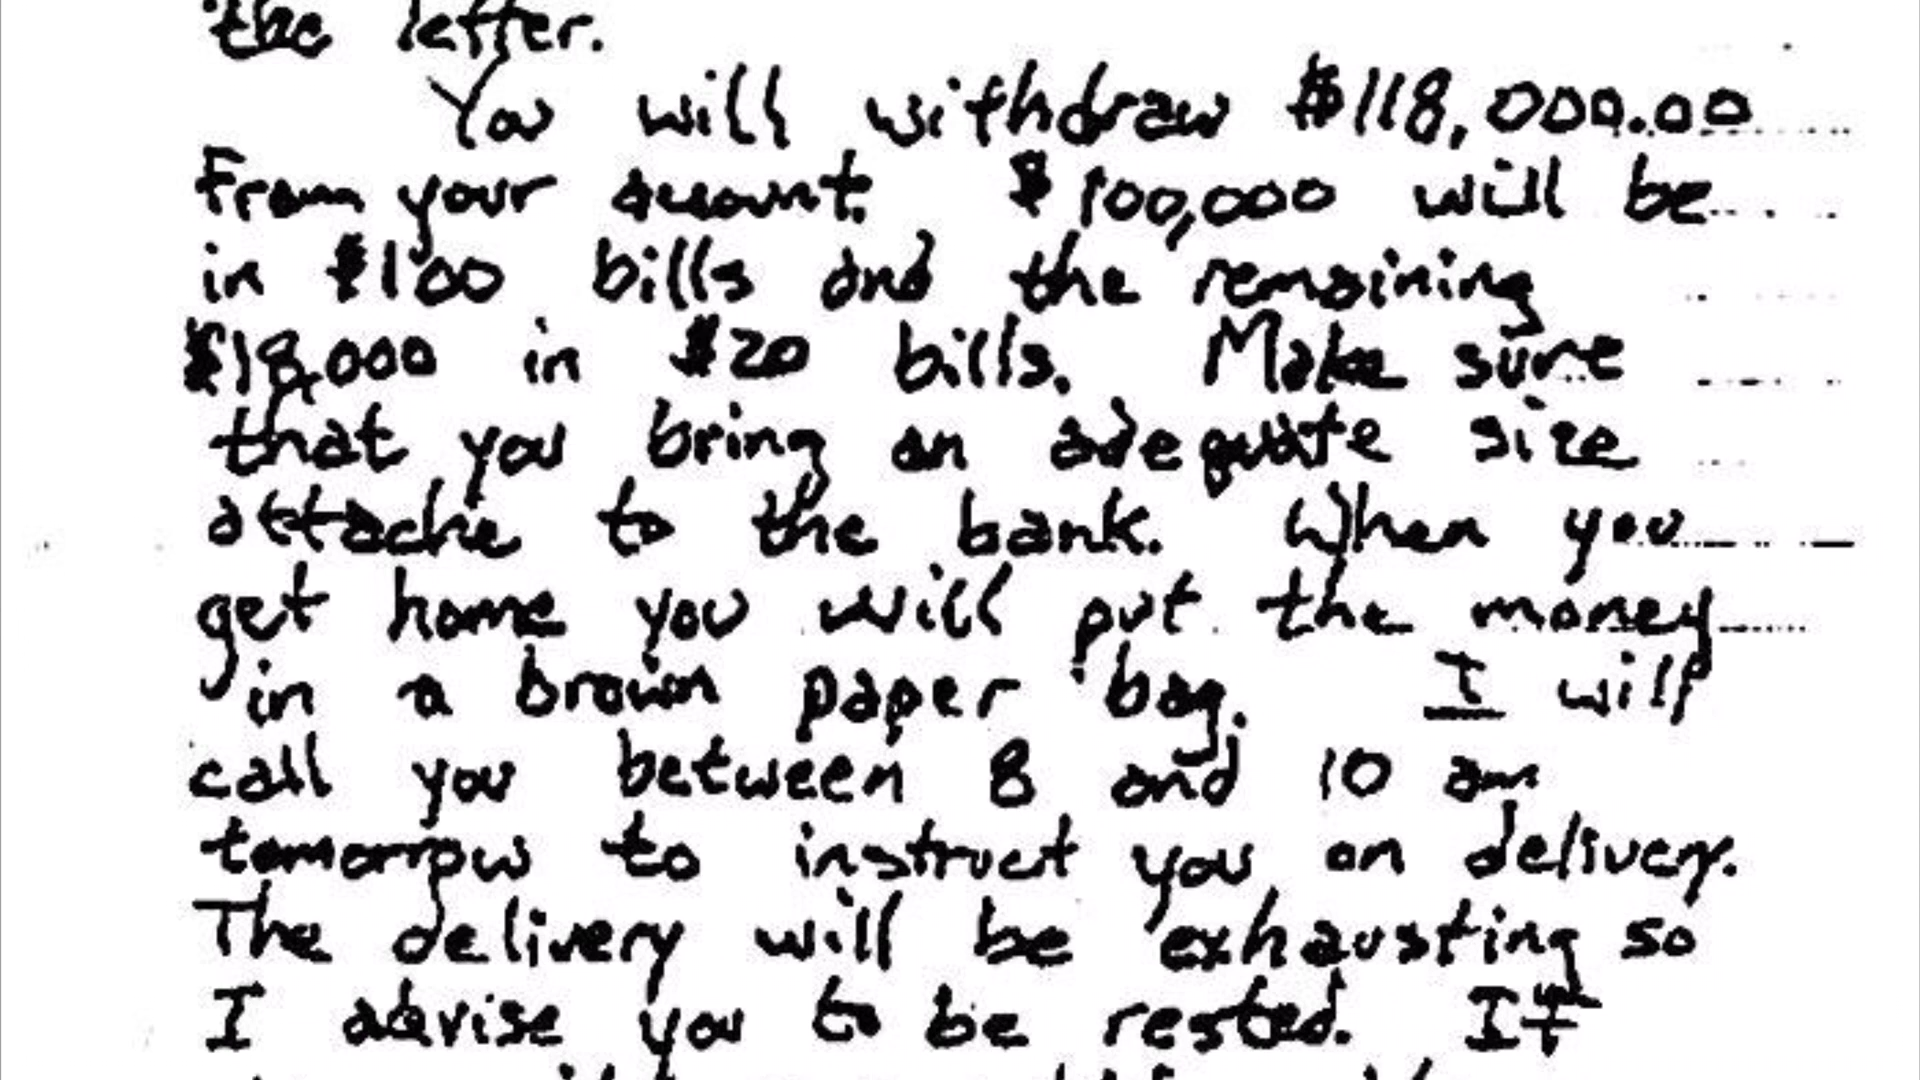 the letter.
You will withdraw $118,000.00
From your account. $100,000 will be
in $100 bills and the remaining
$18,000 in $20 bills. Make sure
that you bring an adequate size
attache to the bank. When you
get home you will put the money
in a brown paper bag. I will
call you between 8 and 10 am
tomorrow to instruct you on delivery.
The delivery will be exhausting so
I advise you to be rested. If